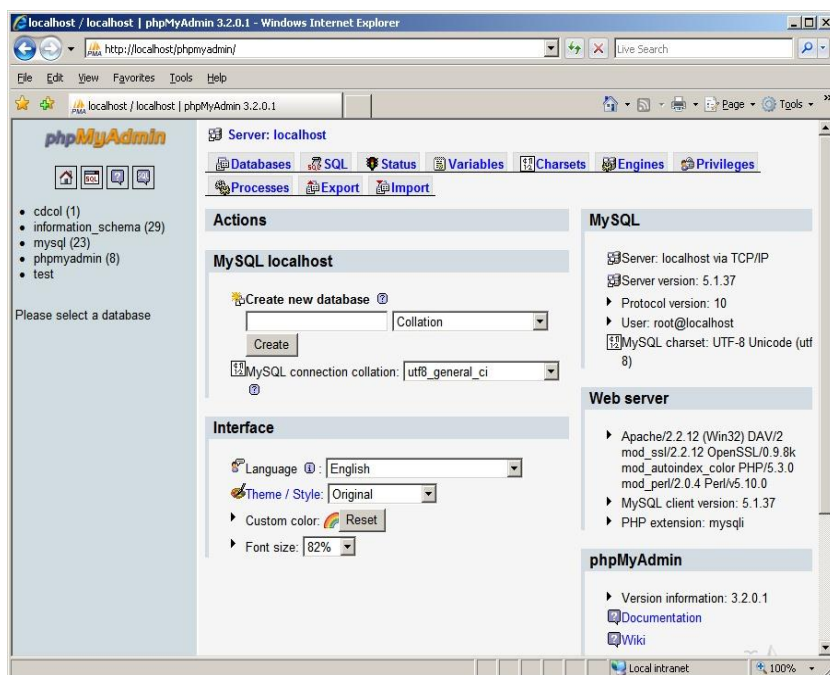 localhost / localhost | phpMyAdmin 3.2.0.1 - Windows Internet Explorer
http://localhost/phpmyadmin/
Live Search
File Edit View Favorites Tools Help
localhost / localhost | phpMyAdmin 3.2.0.1
Page Tools
phpMyAdmin
cdcol (1)
information_schema (29)
mysql (23)
phpmyadmin (8)
test
Please select a database
Server: localhost
Databases SQL Status Variables Charsets Engines Privileges
Processes Export Import
Actions
MySQL localhost
Create new database
Collation
Create
MySQL connection collation: utf8_general_ci
Interface
Language : English
Theme / Style: Original
Custom color: Reset
Font size: 82%
MySQL
Server: localhost via TCP/IP
Server version: 5.1.37
Protocol version: 10
User: root@localhost
MySQL charset: UTF-8 Unicode (utf
8)
Web server
Apache/2.2.12 (Win32) DAV/2
mod_ssl/2.2.12 OpenSSL/0.9.8k
mod_autoindex_color PHP/5.3.0
mod_perl/2.0.4 Perl/v5.10.0
MySQL client version: 5.1.37
PHP extension: mysqli
phpMyAdmin
Version information: 3.2.0.1
Documentation
Wiki
Local intranet 100%